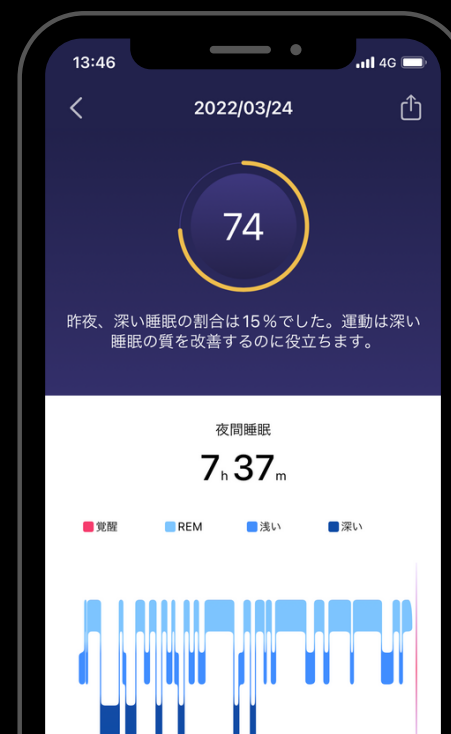 13:46 4G
2022/03/24
74
昨夜、深い睡眠の割合は15%でした。運動は深い
睡眠の質を改善するのに役立ちます。
夜間睡眠
7h37m
覚醒 REM 浅い 深い